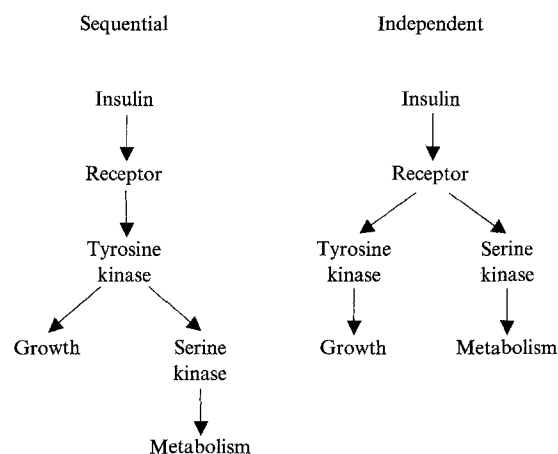 Sequential
Insulin
Receptor
Tyrosine
kinase
Growth
Serine
kinase
Metabolism
Independent
Insulin
Receptor
Tyrosine
kinase
Serine
kinase
Growth
Metabolism